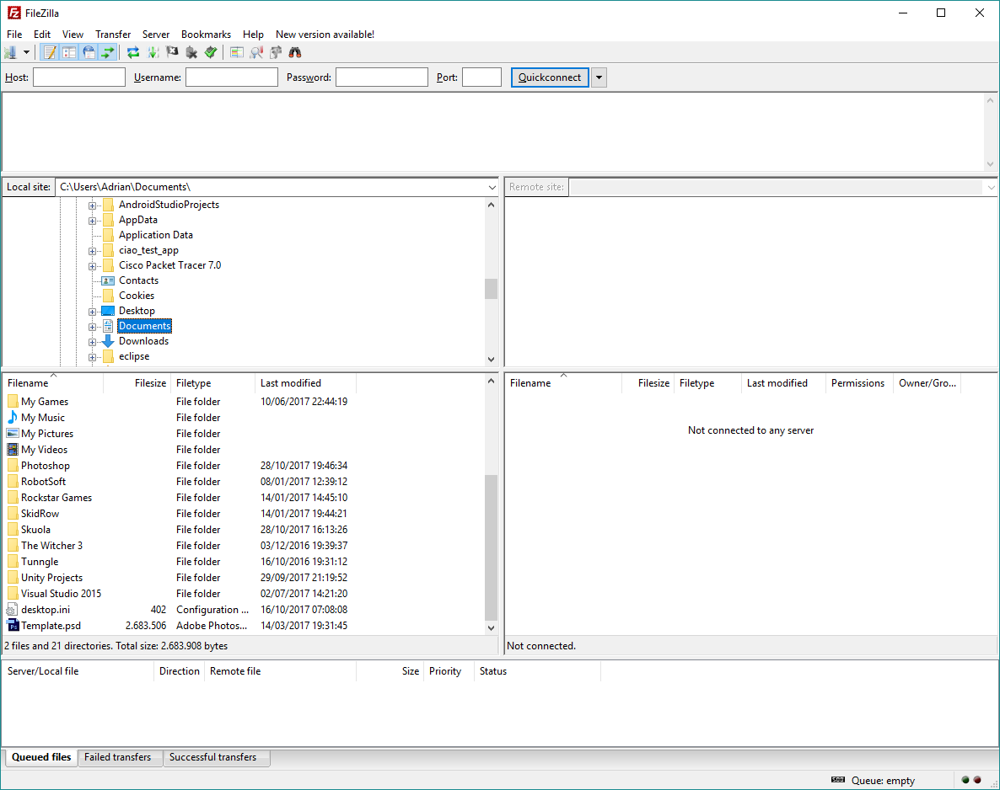 FileZilla
File Edit View Transfer Server Bookmarks Help New version available!
Host: Username: Password: Port: Quickconnect
Local site: C:\Users\Adrian\Documents\
Remote site:
AndroidStudioProjects
AppData
Application Data
ciao_test_app
Cisco Packet Tracer 7.0
Contacts
Cookies
Desktop
Documents
Downloads
eclipse
Filename Filesize Filetype Last modified
My Games File folder 10/06/2017 22:44:19
My Music File folder
My Pictures File folder
My Videos File folder
Photoshop File folder 28/10/2017 19:46:34
RobotSoft File folder 08/01/2017 12:39:12
Rockstar Games File folder 14/01/2017 14:45:10
SkidRow File folder 14/01/2017 19:44:21
Skuola File folder 28/10/2017 16:13:26
The Witcher 3 File folder 03/12/2016 19:39:37
Tunngle File folder 16/10/2016 19:31:12
Unity Projects File folder 29/09/2017 21:19:52
Visual Studio 2015 File folder 02/07/2017 14:21:20
desktop.ini 402 Configuration ... 16/10/2017 07:08:08
Template.psd 2.683.506 Adobe Photos... 14/03/2017 19:31:45
2 files and 21 directories. Total size: 2.683.908 bytes
Filename Filesize Filetype Last modified Permissions Owner/Gro...
Not connected to any server
Not connected.
Server/Local file Direction Remote file Size Priority Status
Queued files Failed transfers Successful transfers
Queue: empty